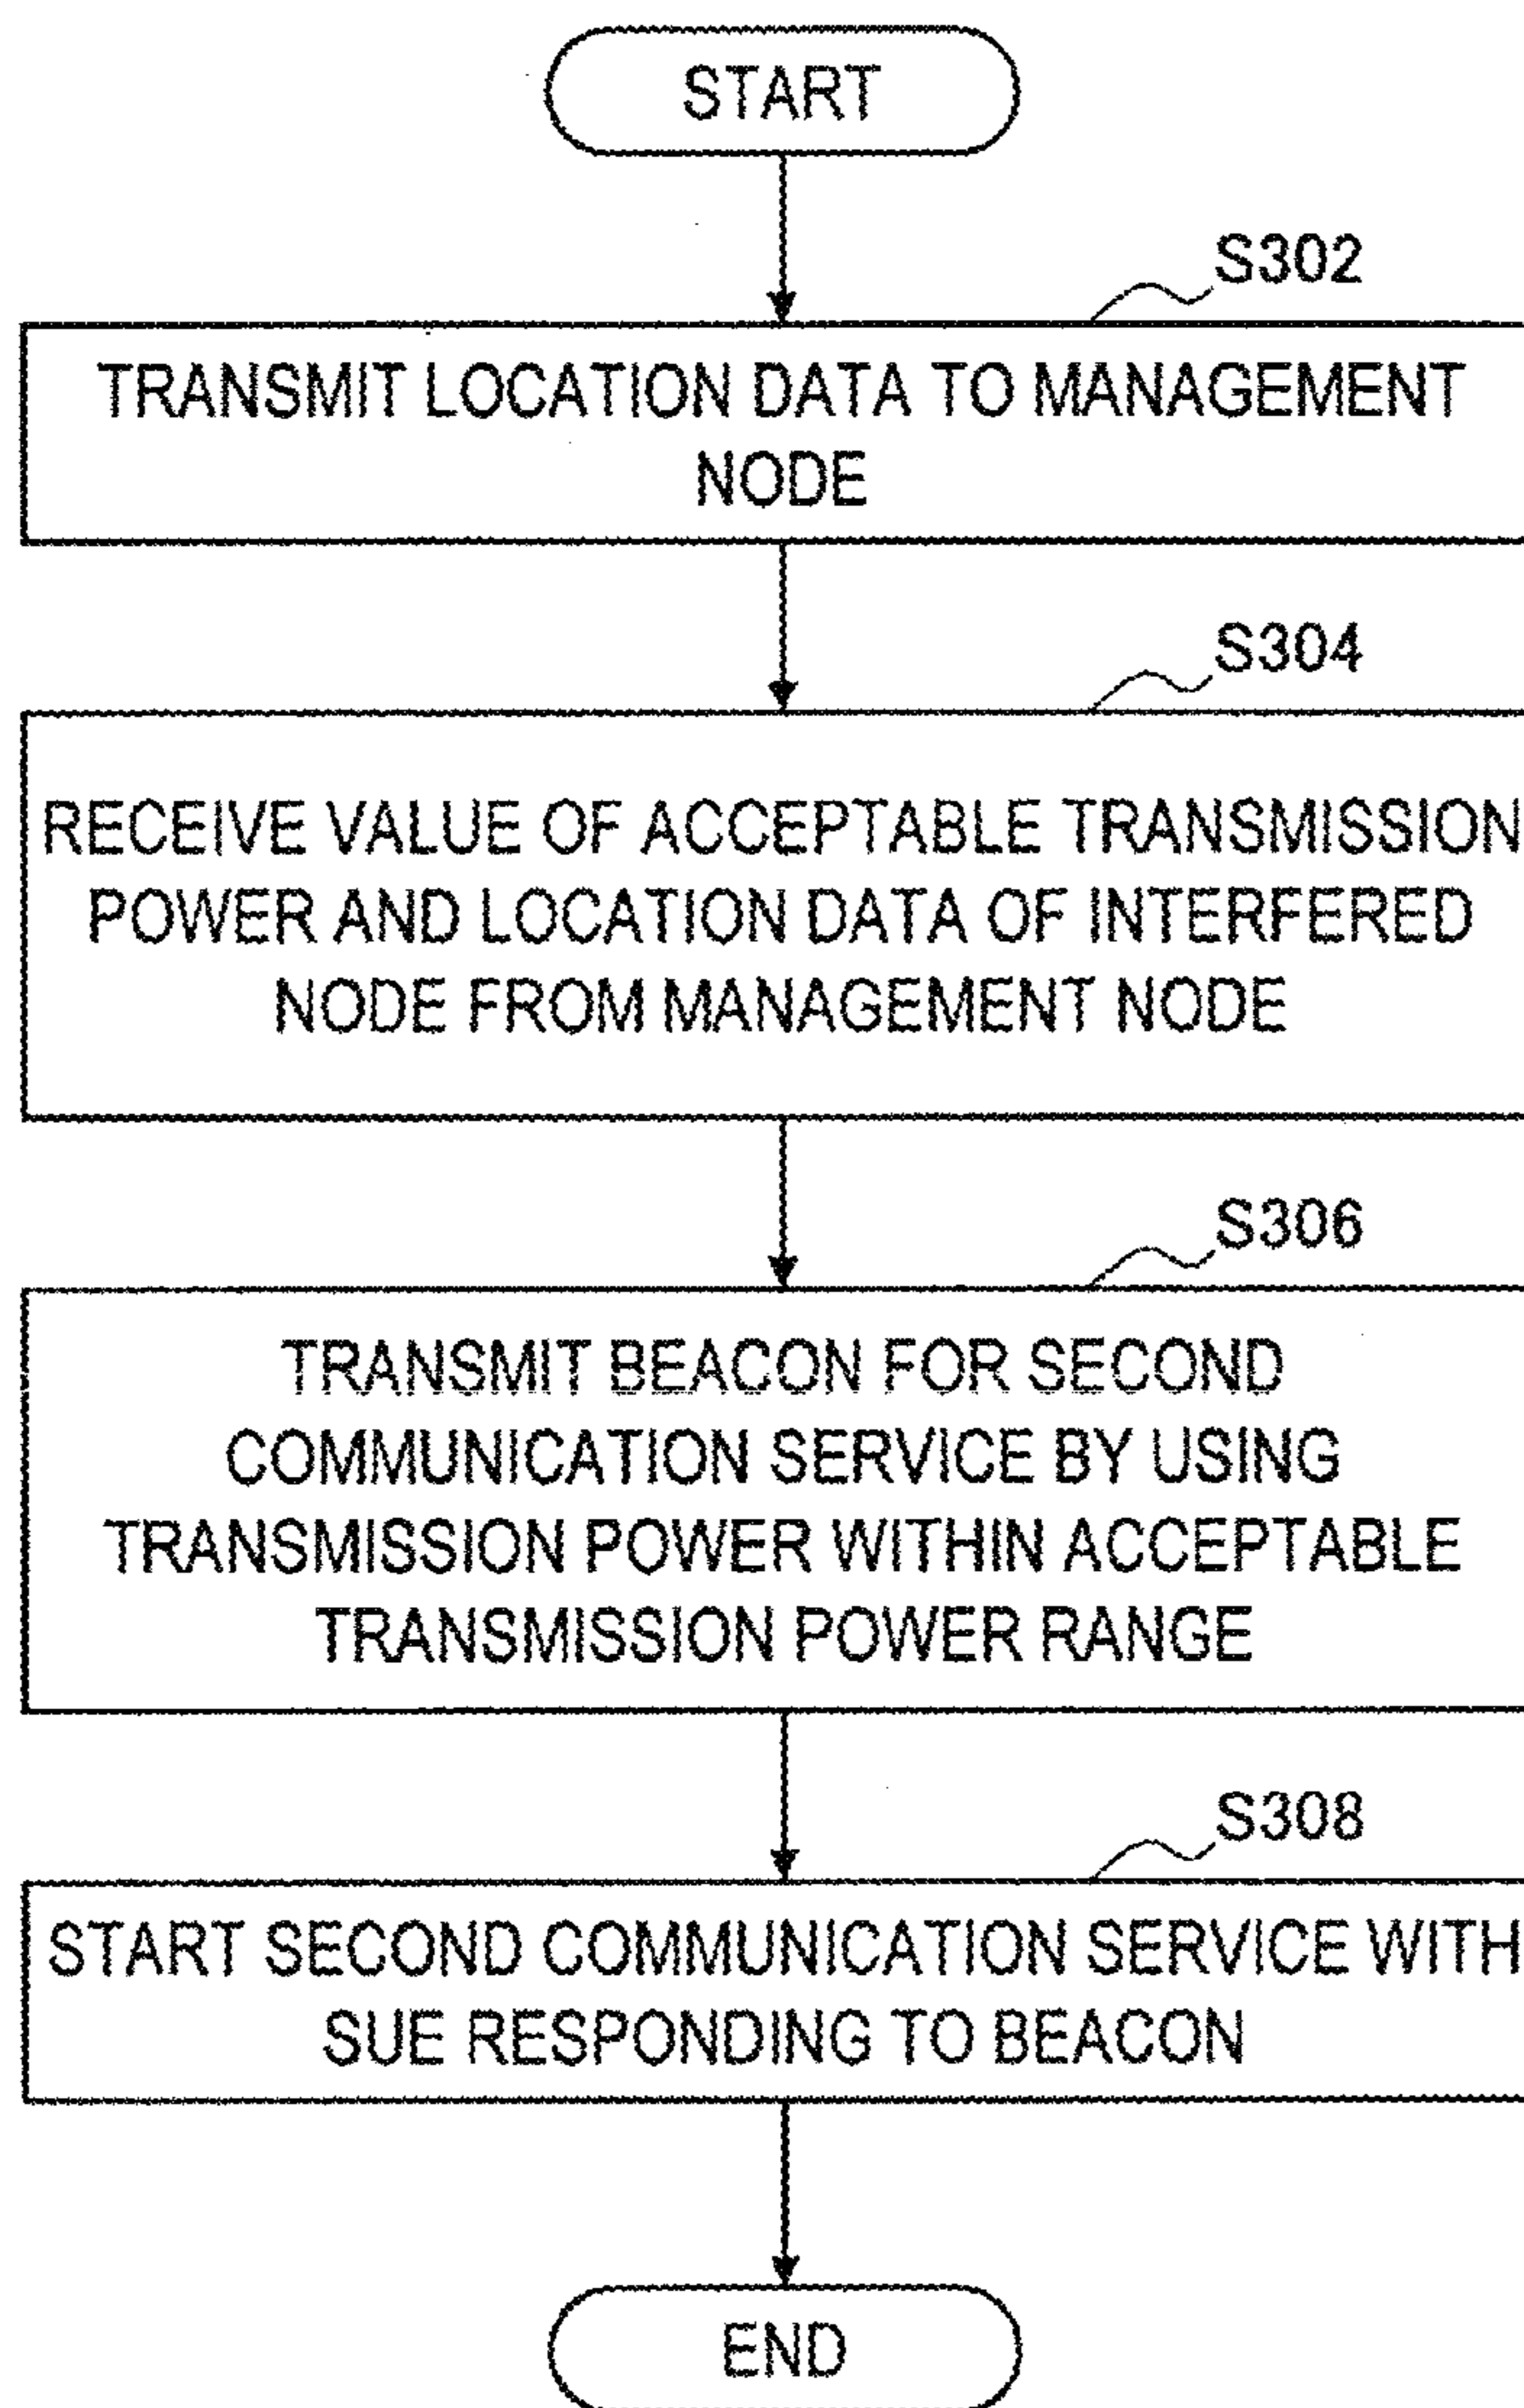 START
S302
TRANSMIT LOCATION DATA TO MANAGEMENT
NODE
S304
RECEIVE VALUE OF ACCEPTABLE TRANSMISSION
POWER AND LOCATION DATA OF INTERFERED
NODE FROM MANAGEMENT NODE
S306
TRANSMIT BEACON FOR SECOND
COMMUNICATION SERVICE BY USING
TRANSMISSION POWER WITHIN ACCEPTABLE
TRANSMISSION POWER RANGE
S308
START SECOND COMMUNICATION SERVICE WITH
SUE RESPONDING TO BEACON
END